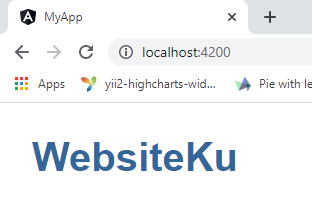 MyApp
localhost:4200
Apps
yii2-highcharts-wid...
Pie with le
WebsiteKu